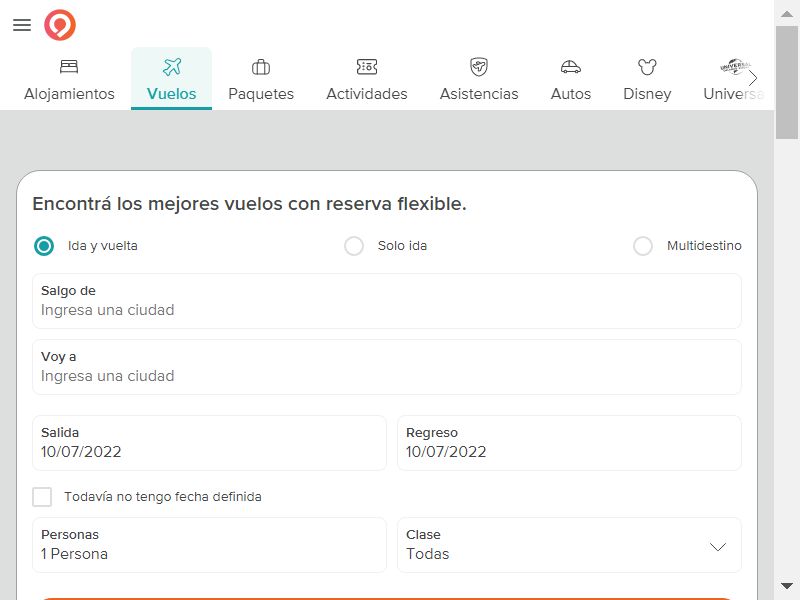 Alojamientos
Vuelos
Paquetes
Actividades
Asistencias
Autos
Disney
UNIVERSAL
Universa
Encontrá los mejores vuelos con reserva flexible.
Ida y vuelta
Solo ida
Multidestino
Salgo de
Ingresa una ciudad
Voy a
Ingresa una ciudad
Salida
10/07/2022
Regreso
10/07/2022
Todavía no tengo fecha definida
Personas
1 Persona
Clase
Todas